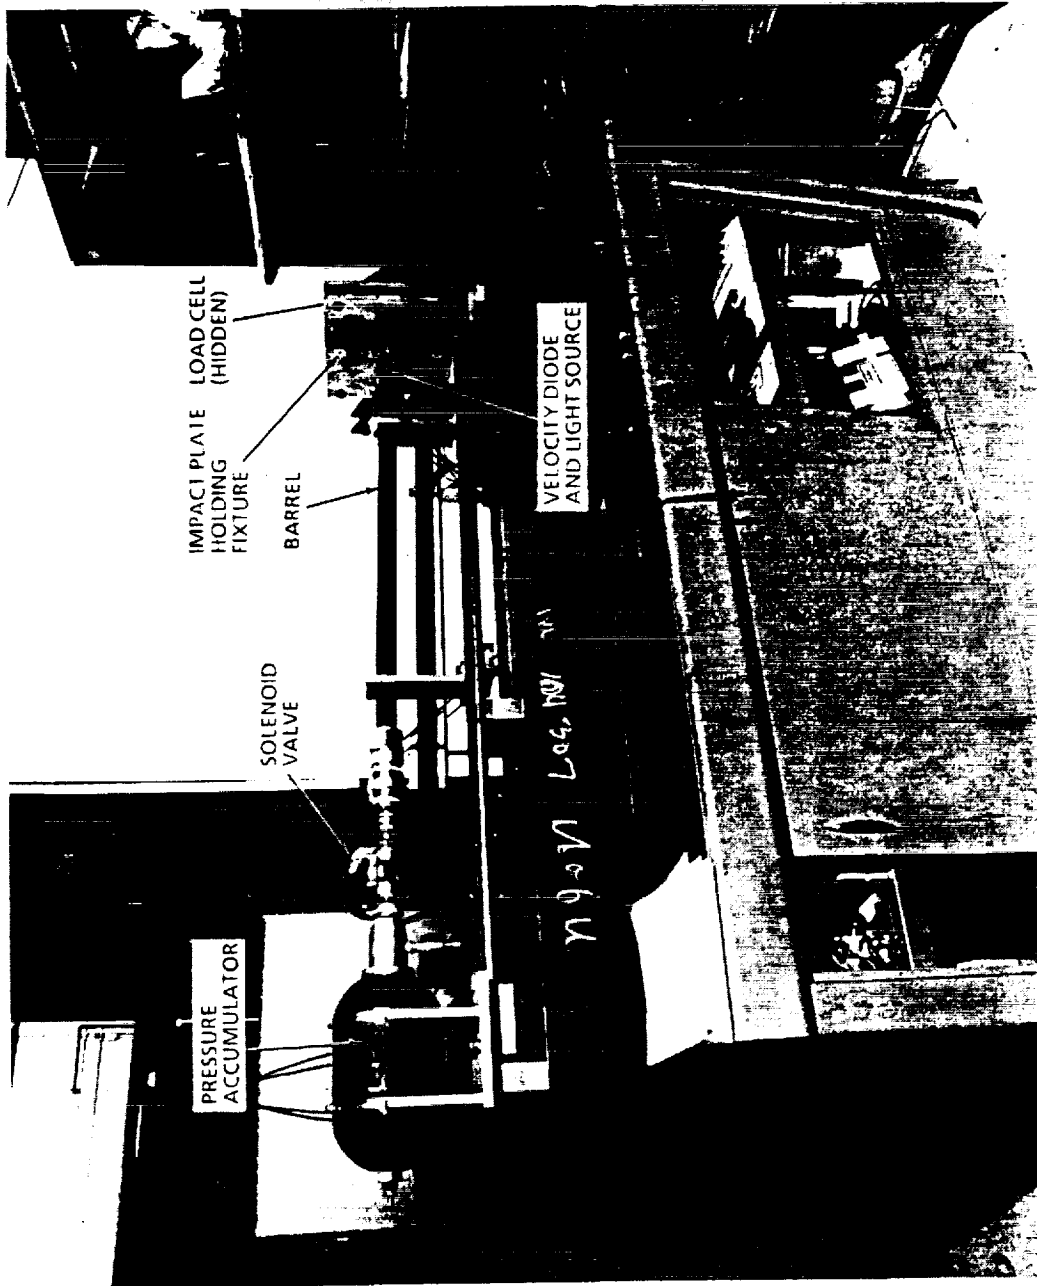 PRESSURE
ACCUMULATOR
SOLENOID
VALVE
IMPACT PLATE
HOLDING
FIXTURE
BARREL
LOAD CELL
(HIDDEN)
VELOCITY DIODE
AND LIGHT SOURCE